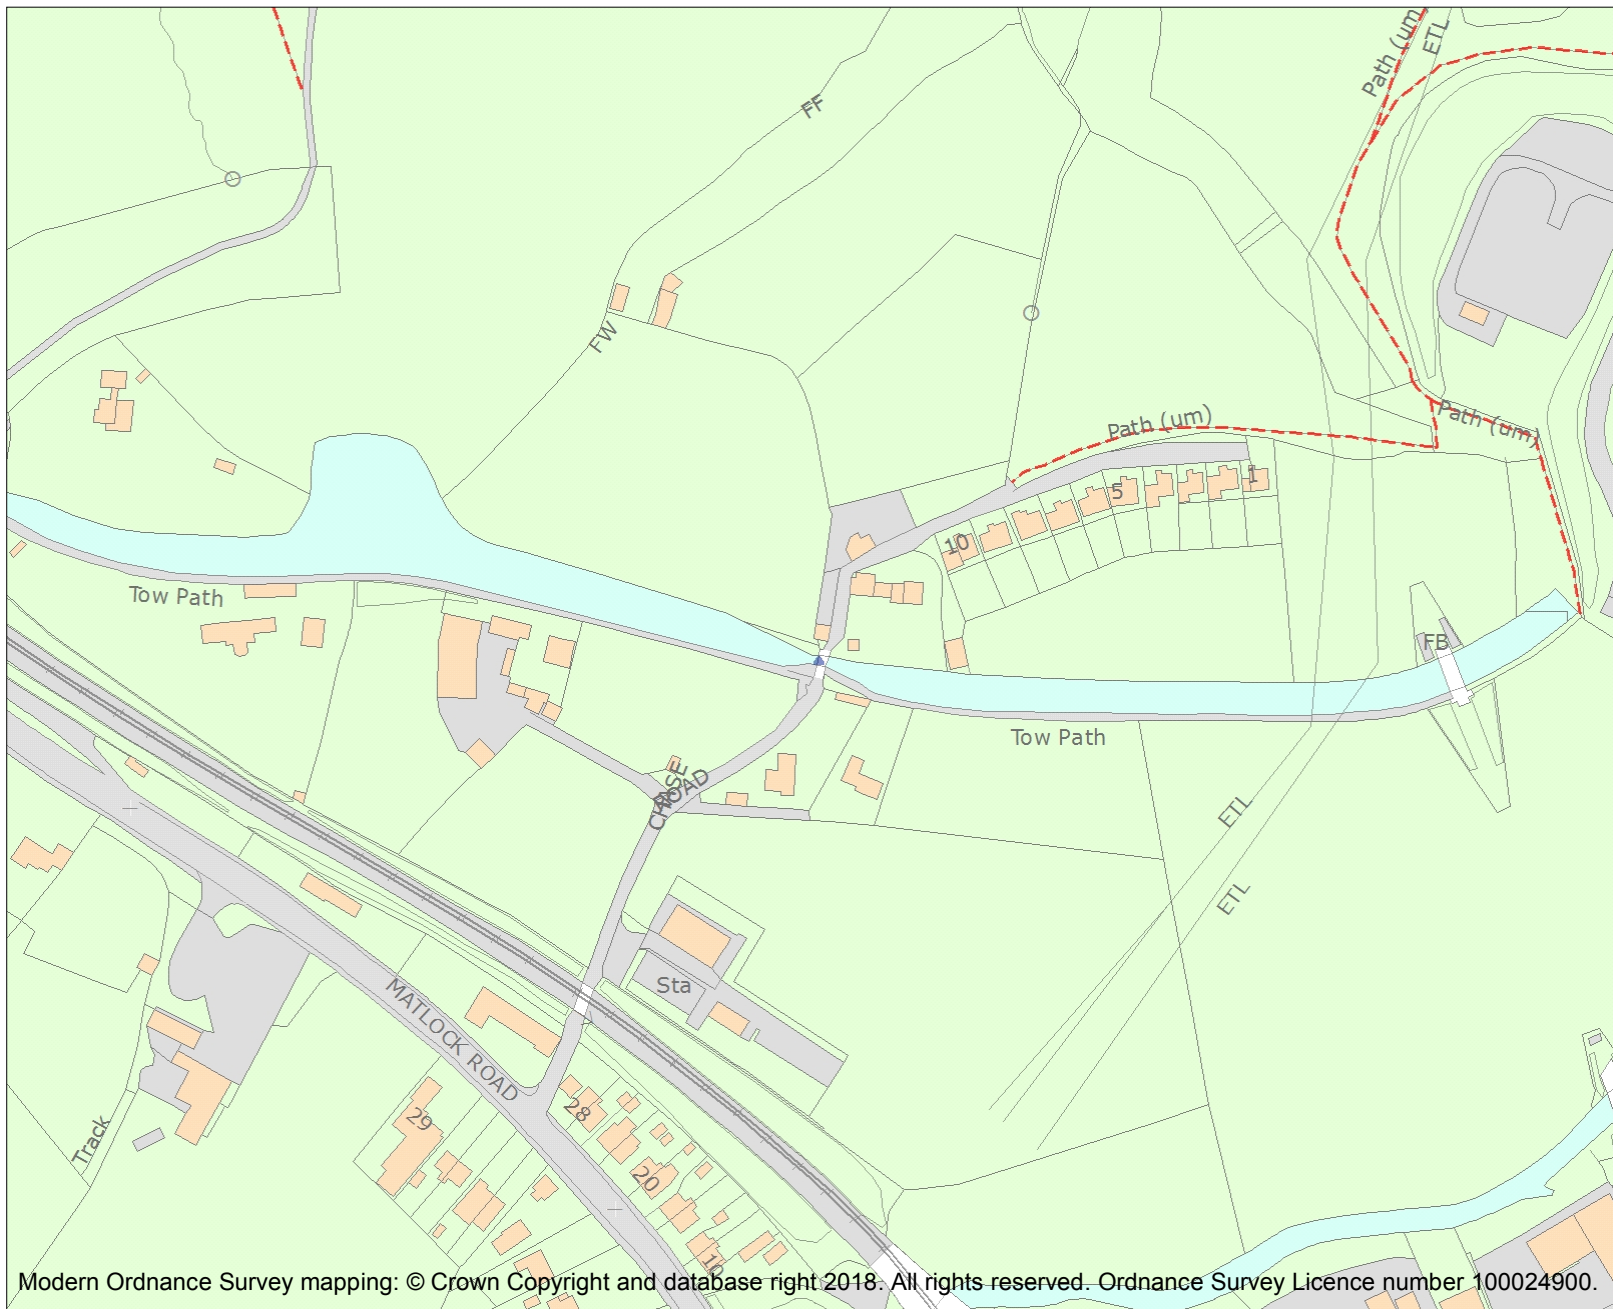 Path (um
ETL
FF
FW
Path (um)
Path (um)
1
5
10
Tow Path
FB
Tow Path
CHASE
ROAD
ETL
ETL
Sta
MATLOCK ROAD
28
29
Track
20
10
Modern Ordnance Survey mapping: © Crown Copyright and database right 2018. All rights reserved. Ordnance Survey Licence number 100024900.